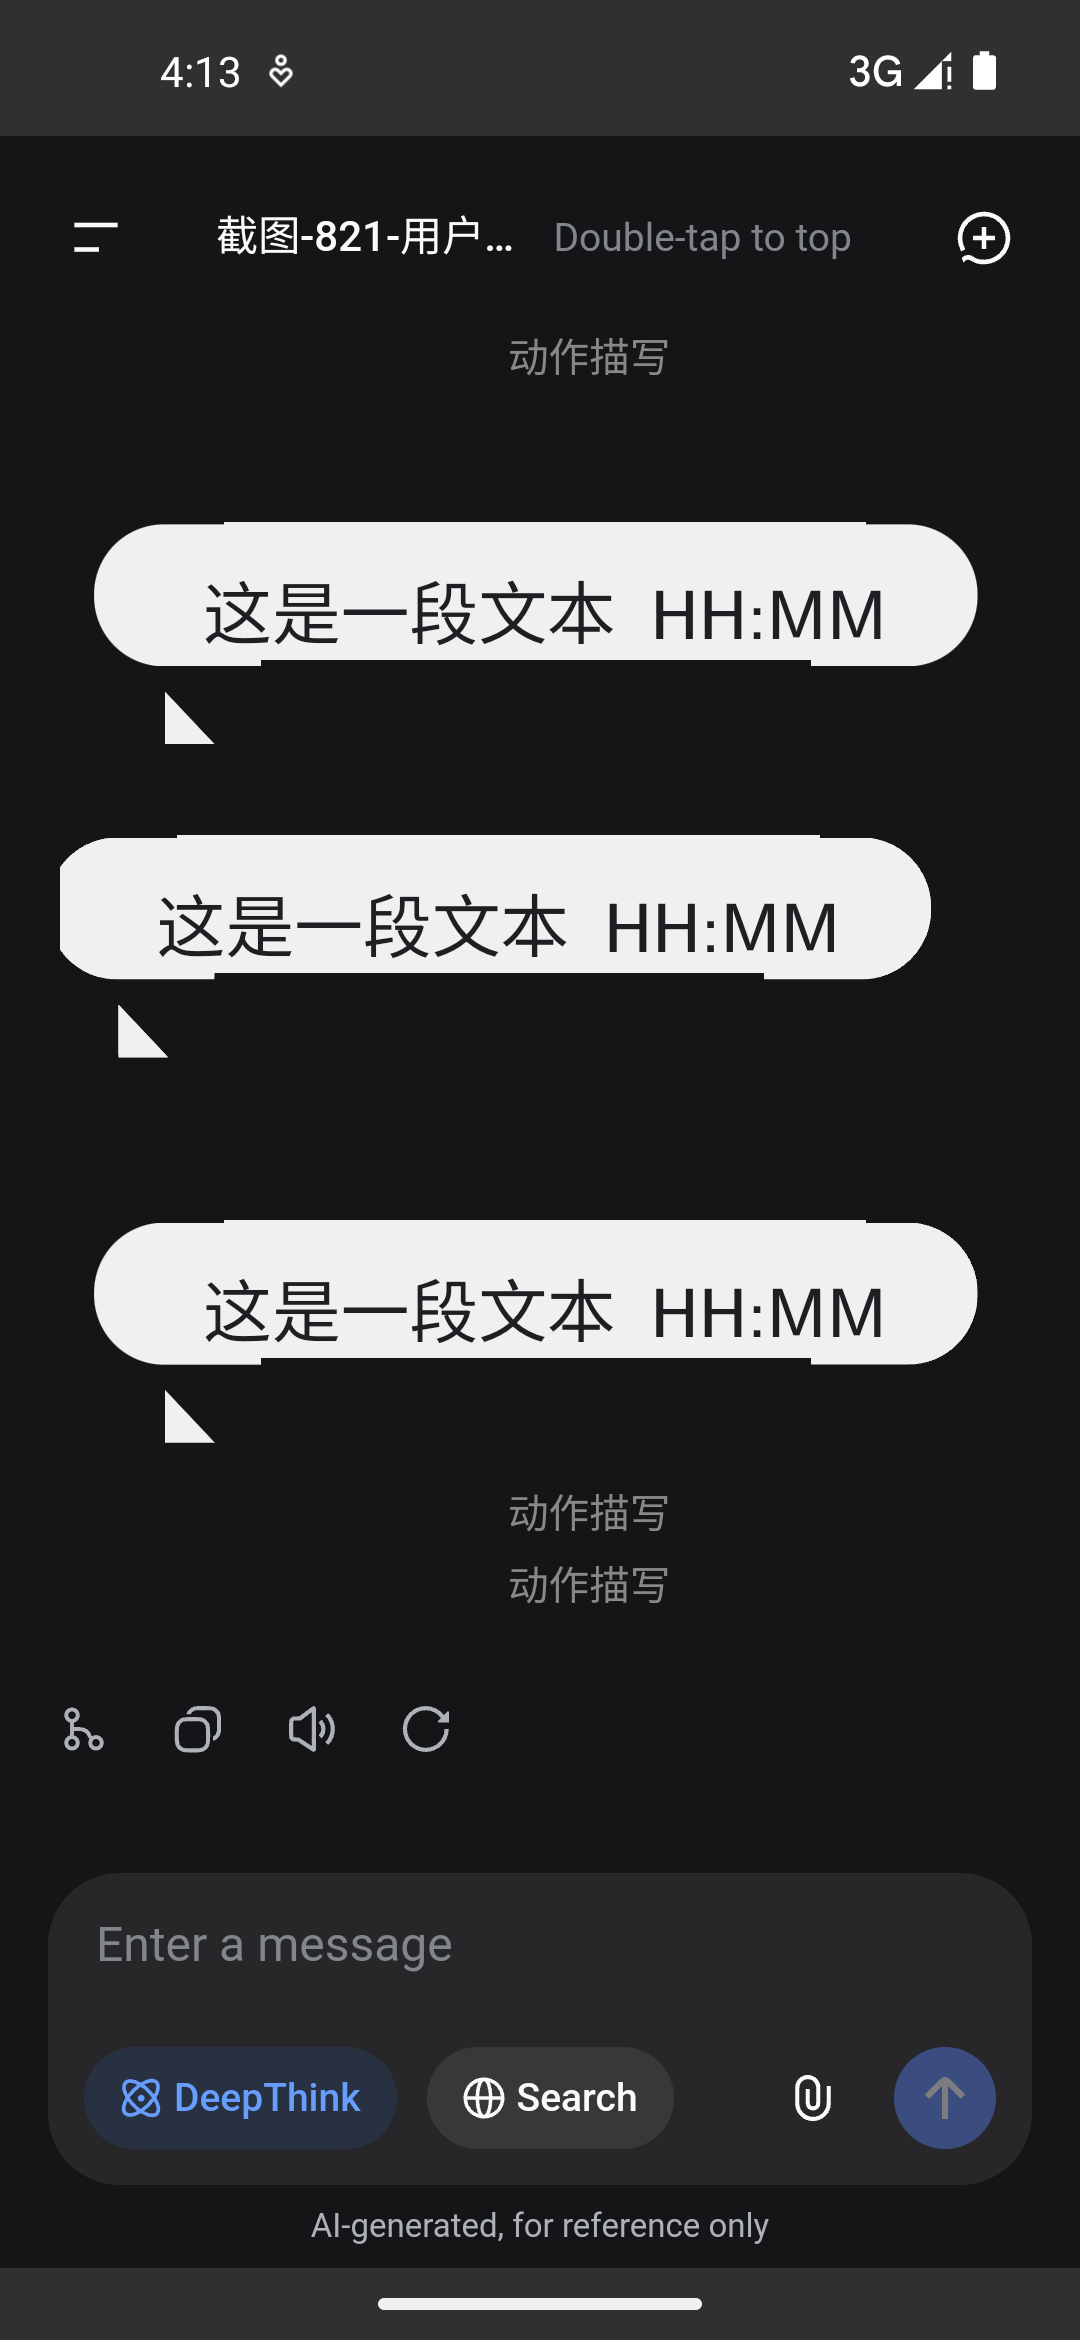 4:13 3G
截图-821-用户... Double-tap to top
动作描写
这是一段文本 HH:MM
这是一段文本 HH:MM
这是一段文本 HH:MM
动作描写
动作描写
Enter a message
DeepThink Search
AI-generated, for reference only